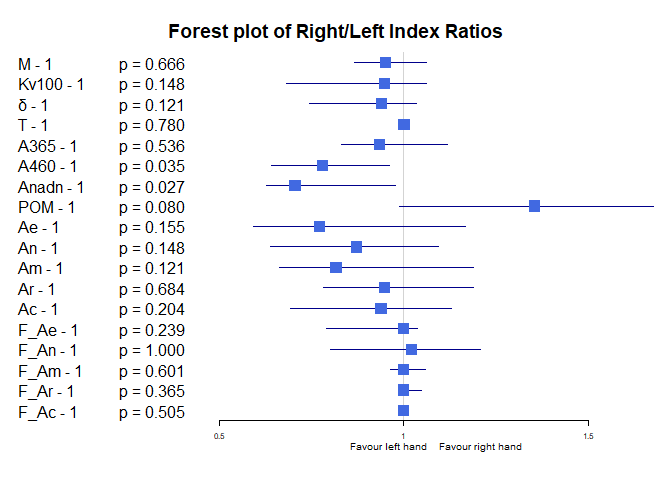 Forest plot of Right/Left Index Ratios
M - 1 p = 0.666
Kv100 - 1 p = 0.148
δ - 1 p = 0.121
T - 1 p = 0.780
A365 - 1 p = 0.536
A460 - 1 p = 0.035
Anadn - 1 p = 0.027
POM - 1 p = 0.080
Ae - 1 p = 0.155
An - 1 p = 0.148
Am - 1 p = 0.121
Ar - 1 p = 0.684
Ac - 1 p = 0.204
F_Ae - 1 p = 0.239
F_An - 1 p = 1.000
F_Am - 1 p = 0.601
F_Ar - 1 p = 0.365
F_Ac - 1 p = 0.505
0.5 1 1.5
Favour left hand Favour right hand